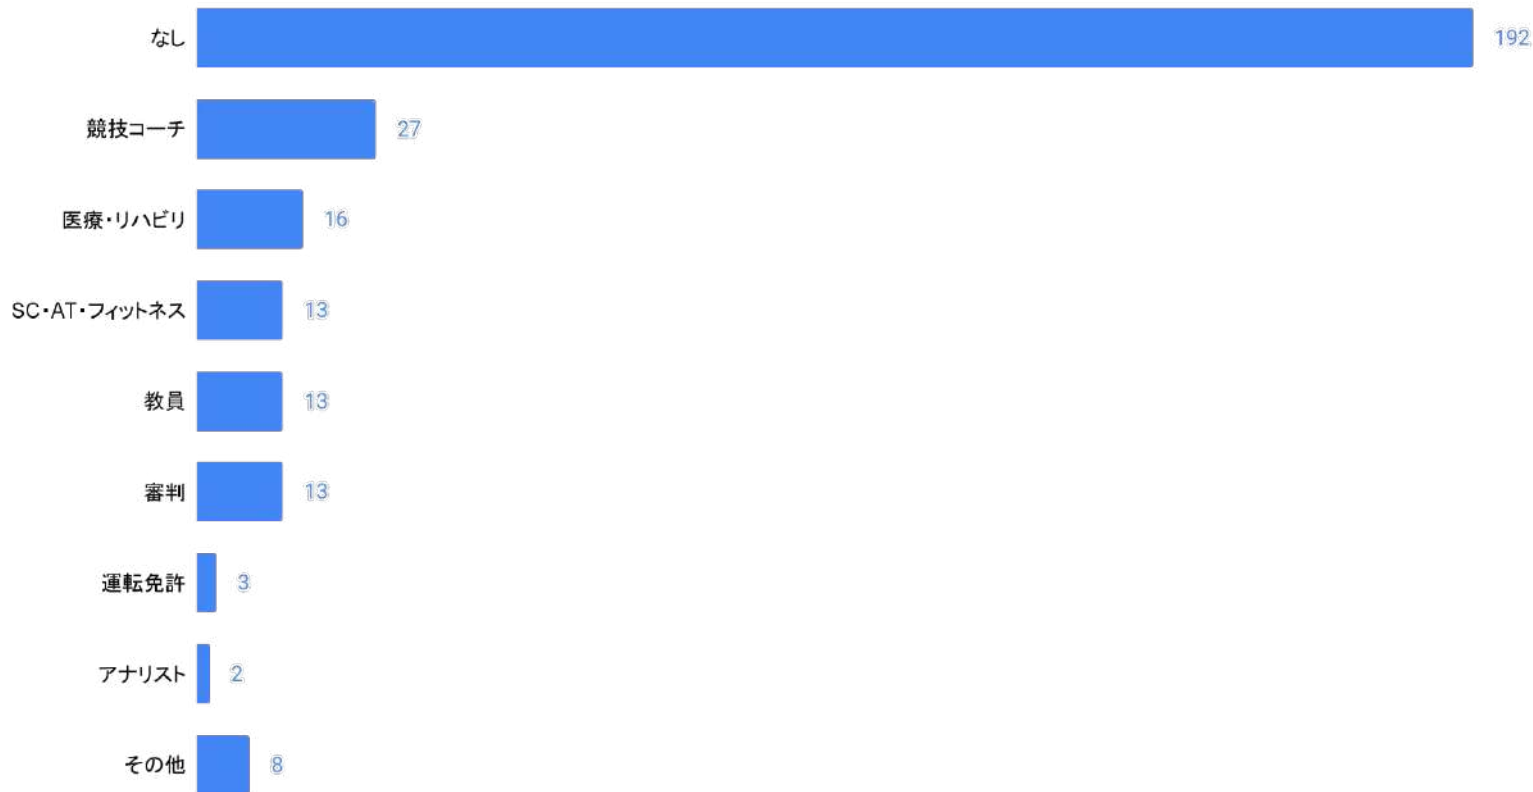 なし 192
競技コーチ 27
医療・リハビリ 16
SC・AT・フィットネス 13
教員 13
審判 13
運転免許 3
アナリスト 2
その他 8